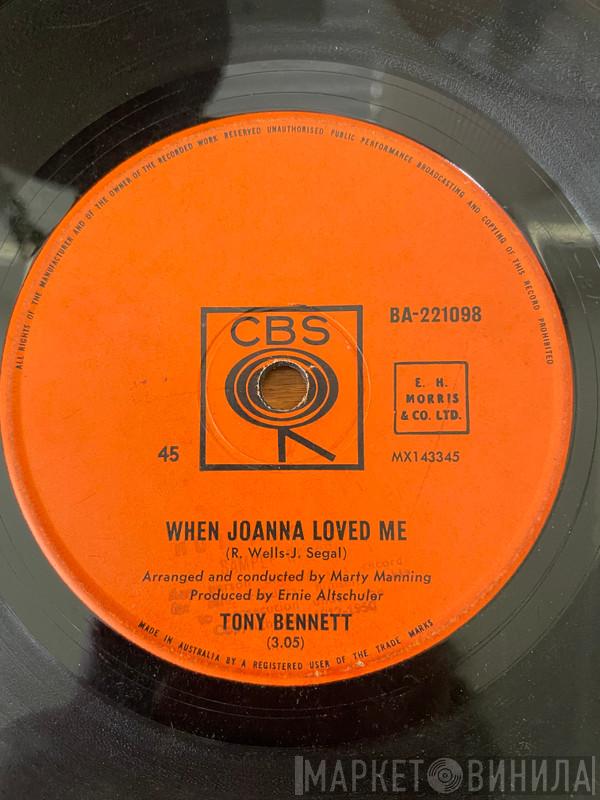 ALL RIGHTS OF THE MANUFACTURER AND OF THE OWNER OF THE RECORDED WORK RESERVED UNAUTHORISED PUBLIC PERFORMANCE BROADCASTING AND COPYING OF THIS RECORD PROHIBITED
CBS
BA-221098
E. H.
MORRIS
& CO. LTD.
45
MX143345
WHEN JOANNA LOVED ME
(R. Wells-J. Segal)
SAMPLE
Arranged and conducted by Marty Manning
Produced by Ernie Altschuler
TONY BENNETT
(3.05)
MADE IN AUSTRALIA BY A REGISTERED USER OF THE TRADE MARKS
МАРКЕТ ВИНИЛА